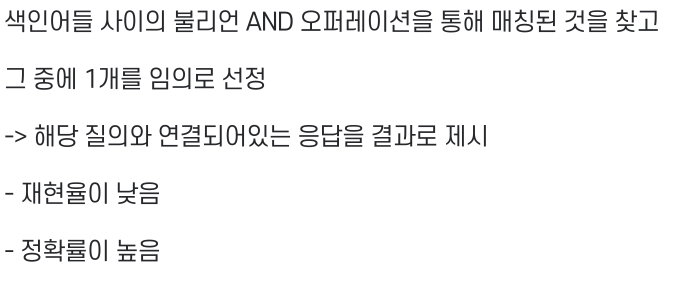 색인어들 사이의 불리언 AND 오퍼레이션을 통해 매칭된 것을 찾고
그 중에 1개를 임의로 선정
-> 해당 질의와 연결되어있는 응답을 결과로 제시
- 재현율이 낮음
- 정확률이 높음